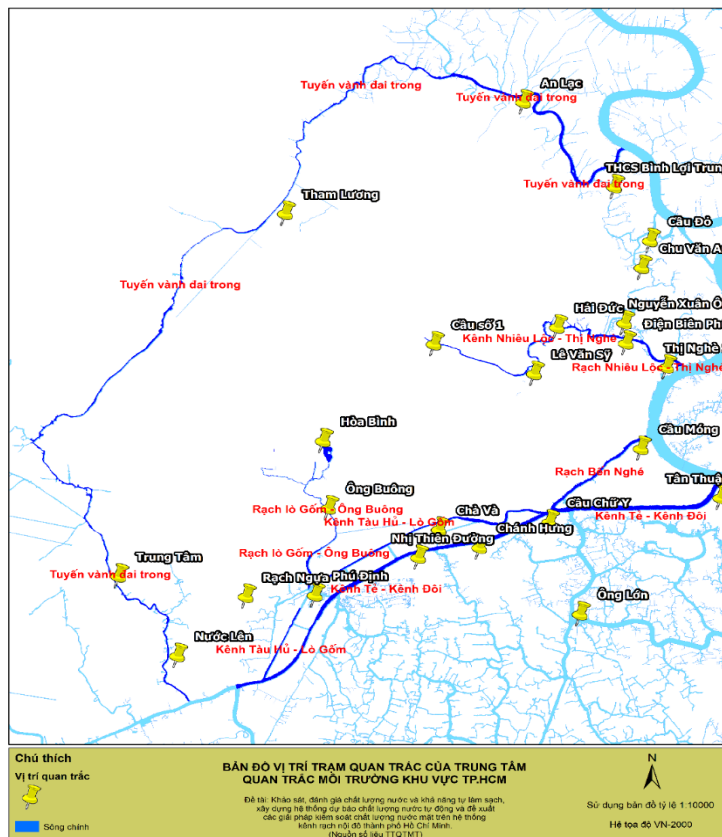 Tuyến vành đai trong
An Lạc
Tuyến vành đai trong
THCS Bình Lợi Trun
Tuyến vành đai trong
Tham Lương
Cầu Đỏ
Chu Văn A
Tuyến vành đai trong
Hải Đức
Nguyễn Xuân Ô
Cầu số 1
Điện Biên Ph
Kênh Nhiêu Lộc - Thị Nghè
Thị Nghè
Lê Văn Sỹ
Rạch Nhiêu Lộc - Thị Nghè
Hòa Bình
Cầu Móng
Rạch Bến Nghé
Tân Thuậ
Ông Buông
Rạch lò Gốm - Ông Buông
Chà Và
Cầu Chữ Y
Kênh Tẻ - Kênh Đôi
Kênh Tàu Hủ - Lò Gốm
Chánh Hưng
Nhị Thiên Đường
Rạch lò Gốm - Ông Buông
Trung Tâm
Tuyến vành đai trong
Rạch Ngựa
Phú Định
Kênh Tẻ - Kênh Đôi
Ông Lớn
Nước Lên
Kênh Tàu Hủ - Lò Gốm
Chú thích
Vị trí quan trắc
Sông chính
BẢN ĐỒ VỊ TRÍ TRẠM QUAN TRẮC CỦA TRUNG TÂM
QUAN TRẮC MÔI TRƯỜNG KHU VỰC TP.HCM
Đề tài: Khảo sát, đánh giá chất lượng nước và khả năng tự làm sạch,
xây dựng hệ thống dự báo chất lượng nước tự động và đề xuất
các giải pháp kiểm soát chất lượng nước mặt trên hệ thống
kênh rạch nội đô thành phố Hồ Chí Minh.
(Nguồn số liệu TTQTMT)
N
Sử dụng bản đồ tỷ lệ 1:10000
Hệ tọa độ VN-2000